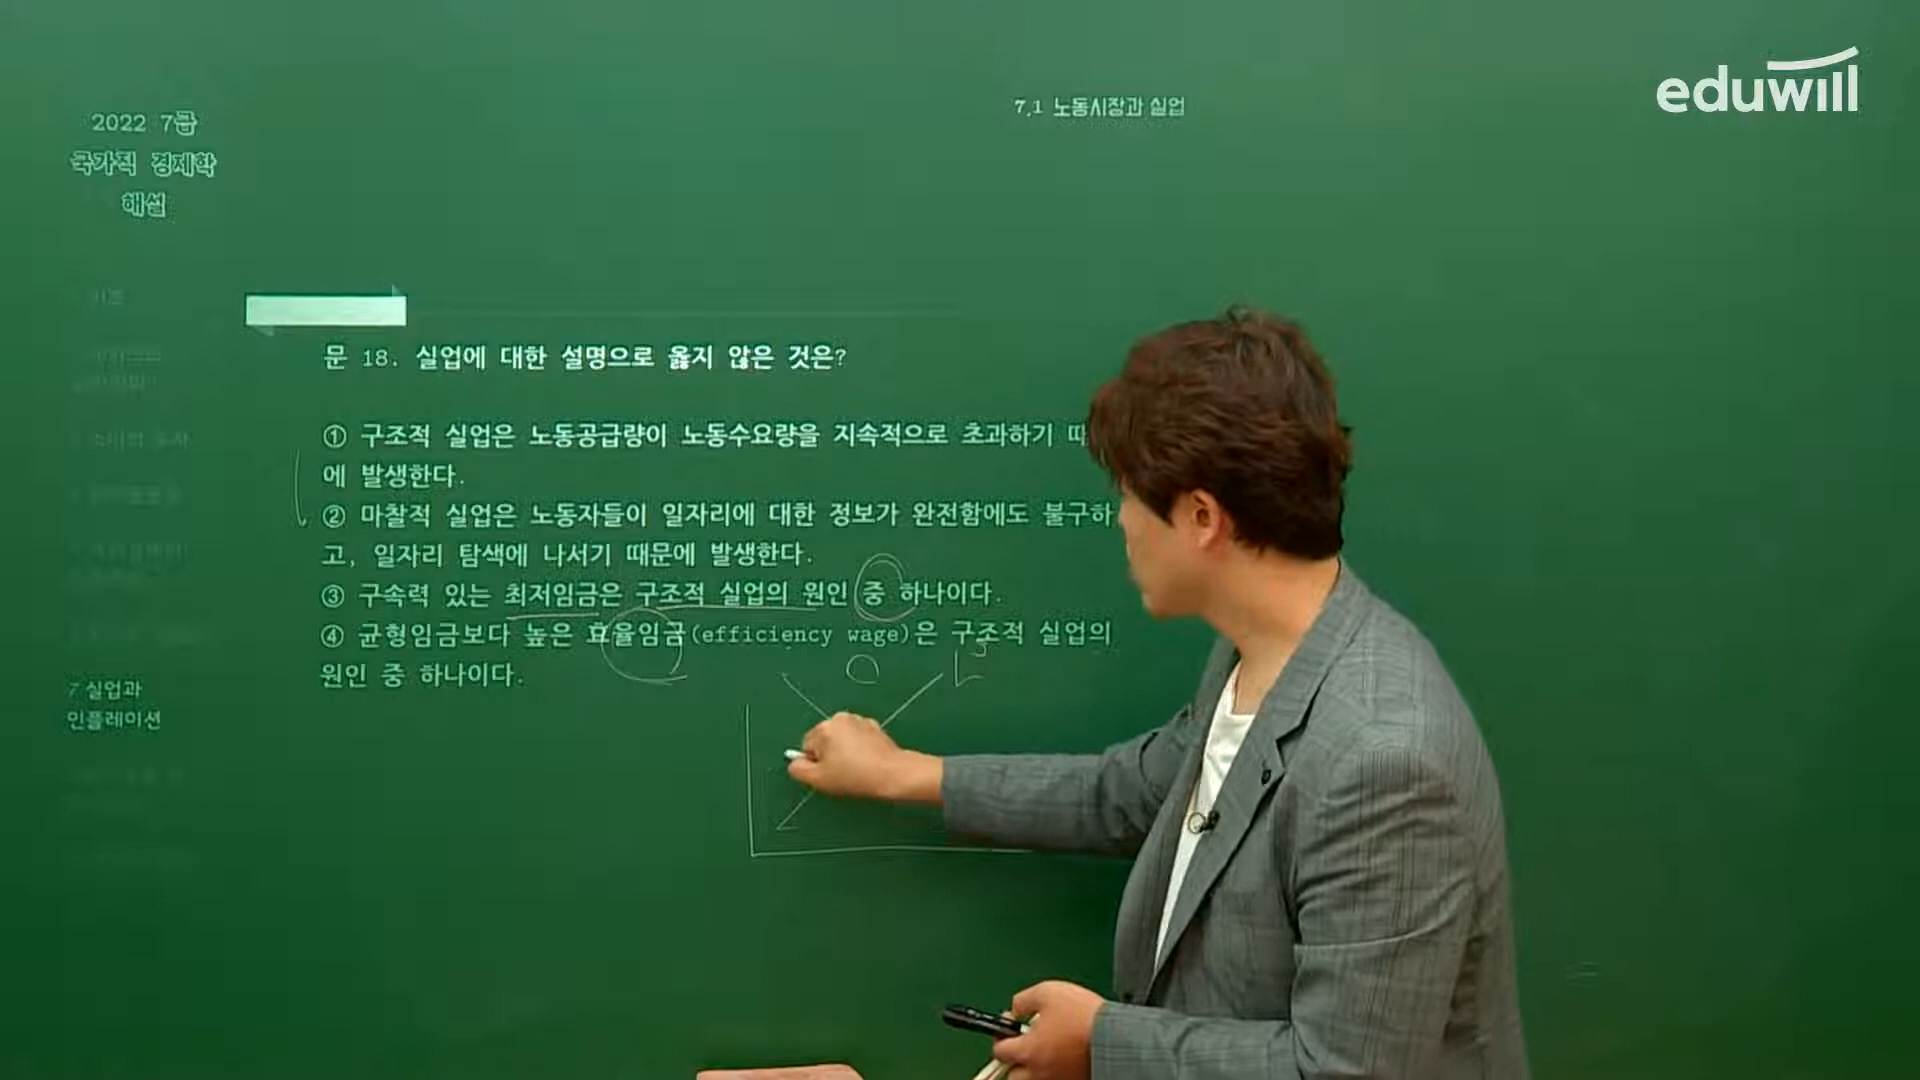 eduwill
7.1 노동시장과 실업
2022 7급
국가직 경제학
해설
문 18. 실업에 대한 설명으로 옳지 않은 것은?
① 구조적 실업은 노동공급량이 노동수요량을 지속적으로 초과하기
에 발생한다.
② 마찰적 실업은 노동자들이 일자리에 대한 정보가 완전함에도 불구하
고, 일자리 탐색에 나서기 때문에 발생한다.
③ 구속력 있는 최저임금은 구조적 실업의 원인 중 하나이다.
④ 균형임금보다 높은 효율임금(efficiency wage)은 구조적 실업의
원인 중 하나이다.
L
7 실업과
인플레이션